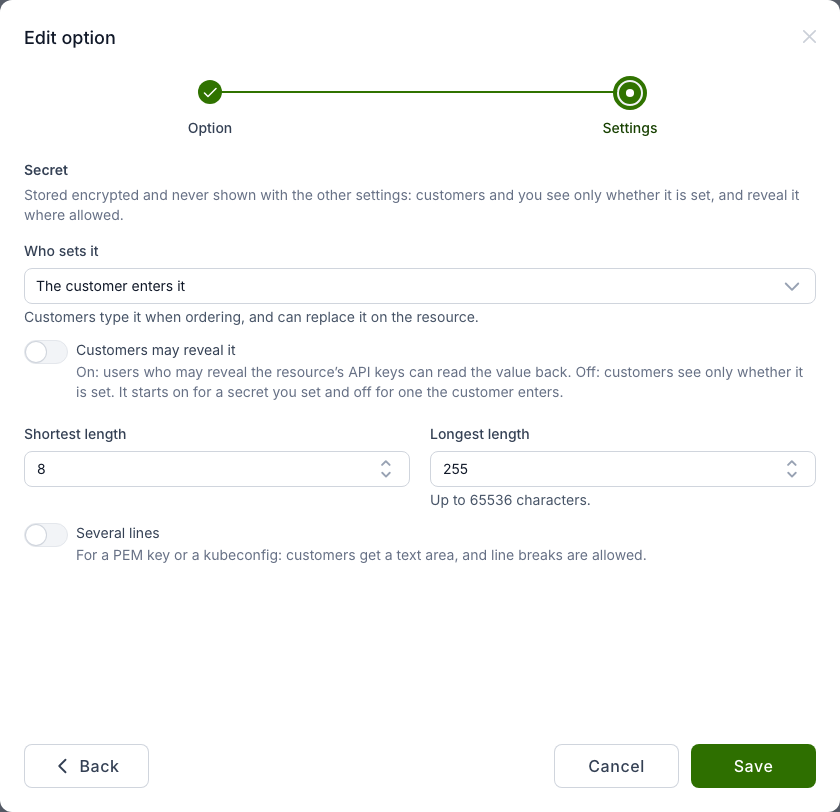 Edit option
Option
Settings
Secret
Stored encrypted and never shown with the other settings: customers and you see only whether it is set, and reveal it
where allowed.
Who sets it
The customer enters it
Customers type it when ordering, and can replace it on the resource.
Customers may reveal it
On: users who may reveal the resource’s API keys can read the value back. Off: customers see only whether it
is set. It starts on for a secret you set and off for one the customer enters.
Shortest length
Longest length
8
255
Up to 65536 characters.
Several lines
For a PEM key or a kubeconfig: customers get a text area, and line breaks are allowed.
Back
Cancel
Save